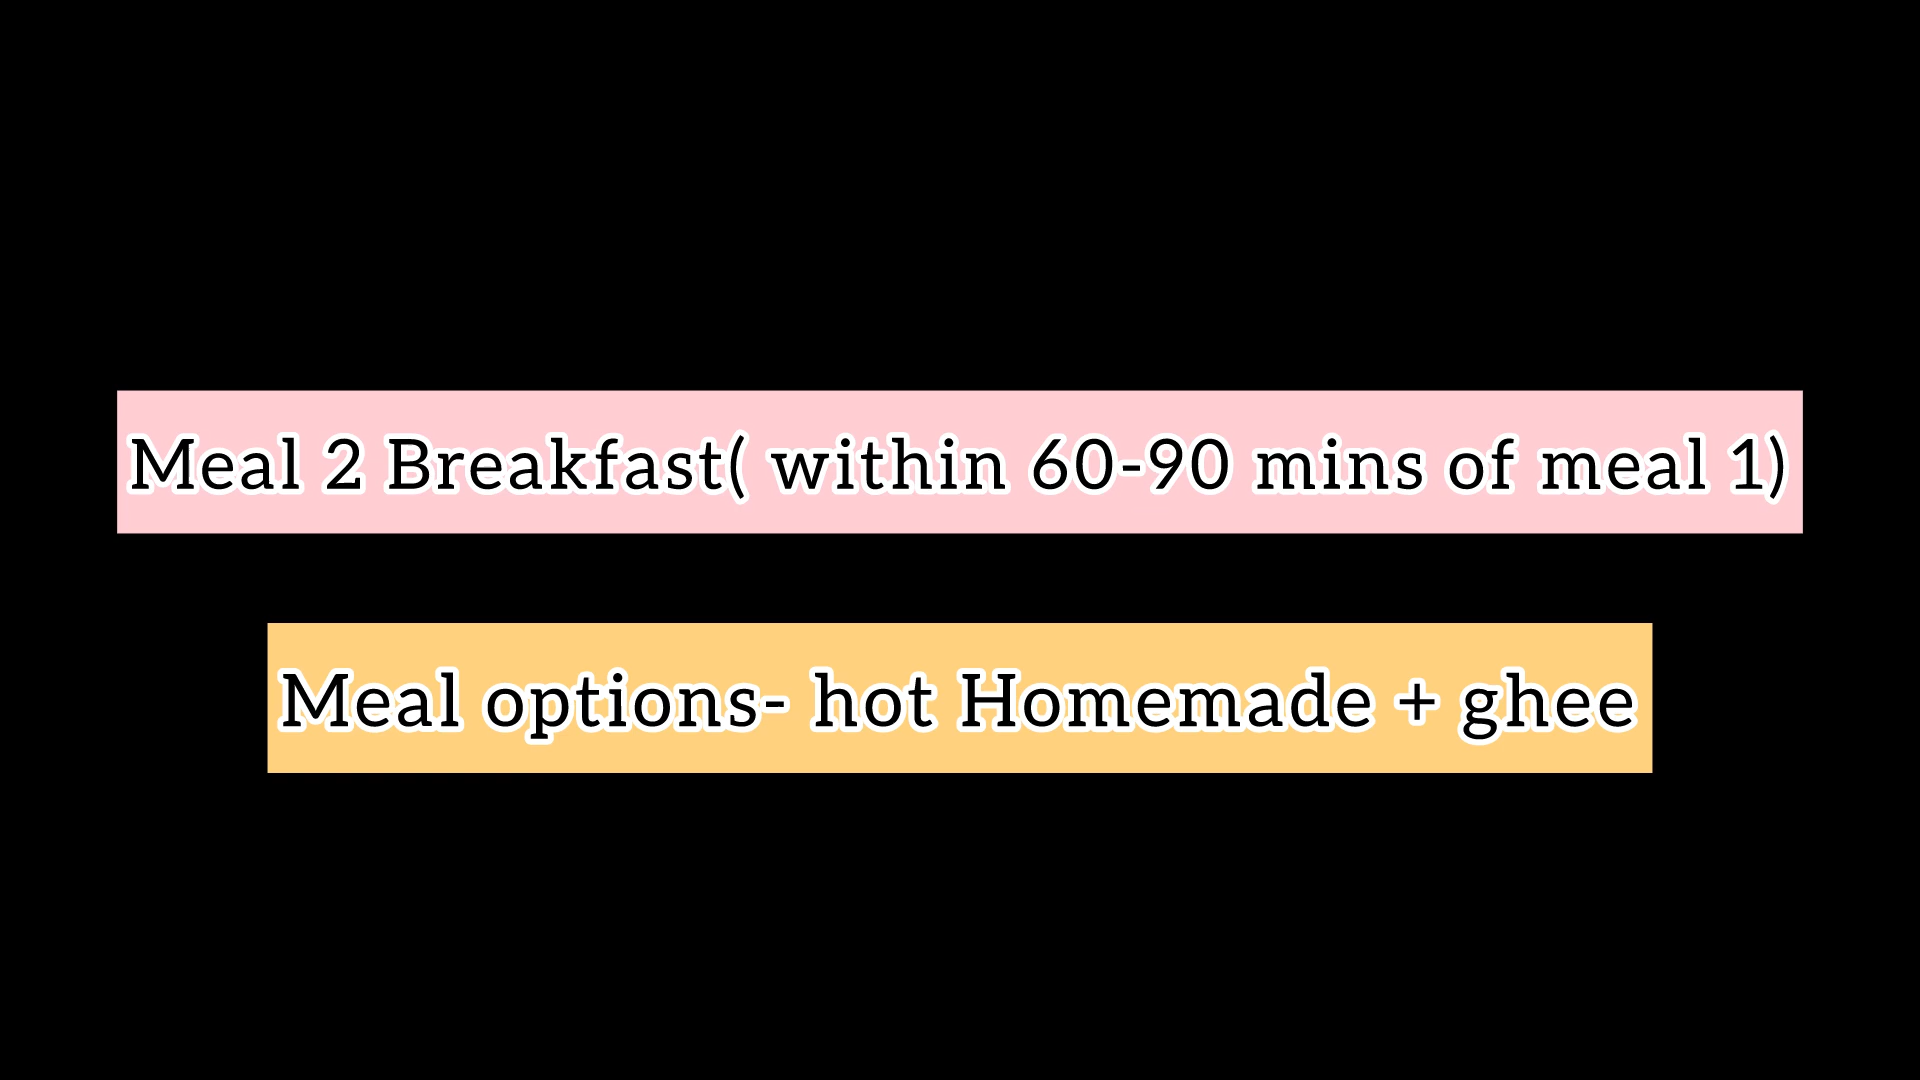 Meal 2 Breakfast( within 60-90 mins of meal 1)
Meal options- hot Homemade + ghee